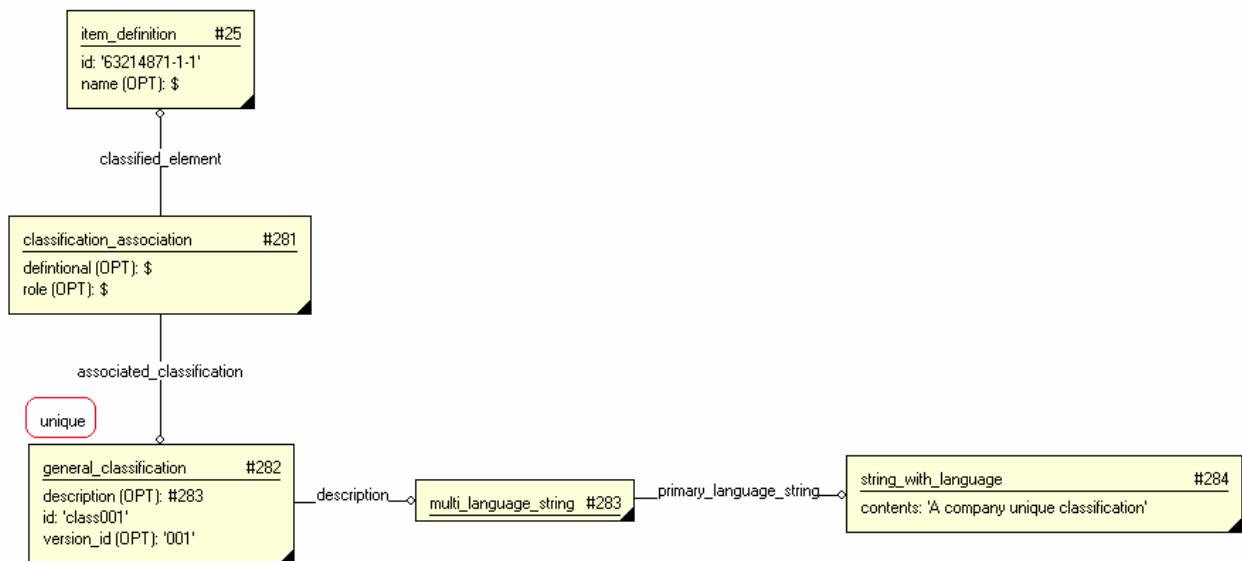 item_definition #25
id: '63214871-1-1'
name (OPT): $
classified_element
classification_association #281
defintional (OPT): $
role (OPT): $
associated_classification
unique
general_classification #282
description (OPT): #283
id: 'class001'
version_id (OPT): '001'
description
multi_language_string #283
primary_language_string
string_with_language #284
contents: 'A company unique classification'